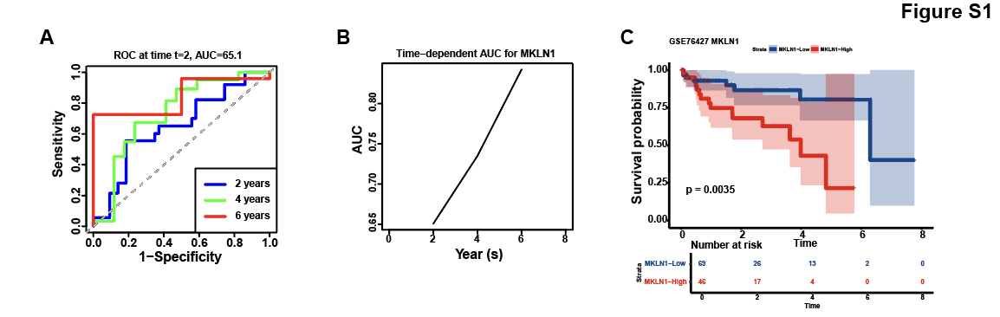 Figure S1
A
ROC at time t=2, AUC=65.1
Sensitivity
0.0 0.2 0.4 0.6 0.8 1.0
2 years
4 years
6 years
0.0 0.2 0.4 0.6 0.8 1.0
1−Specificity
B
Time−dependent AUC for MKLN1
AUC
0.65 0.70 0.75 0.80
0 2 4 6 8
Year (s)
C
GSE76427 MKLN1
Strata MKLN1−Low MKLN1−High
Survival probability
1.00
0.75
0.50
0.25
0.00
p = 0.0035
0 2 4 6 8
Time
Number at risk
Strata
MKLN1−Low 69 26 13 2 0
MKLN1−High 46 17 4 0 0
0 2 4 6 8
Time